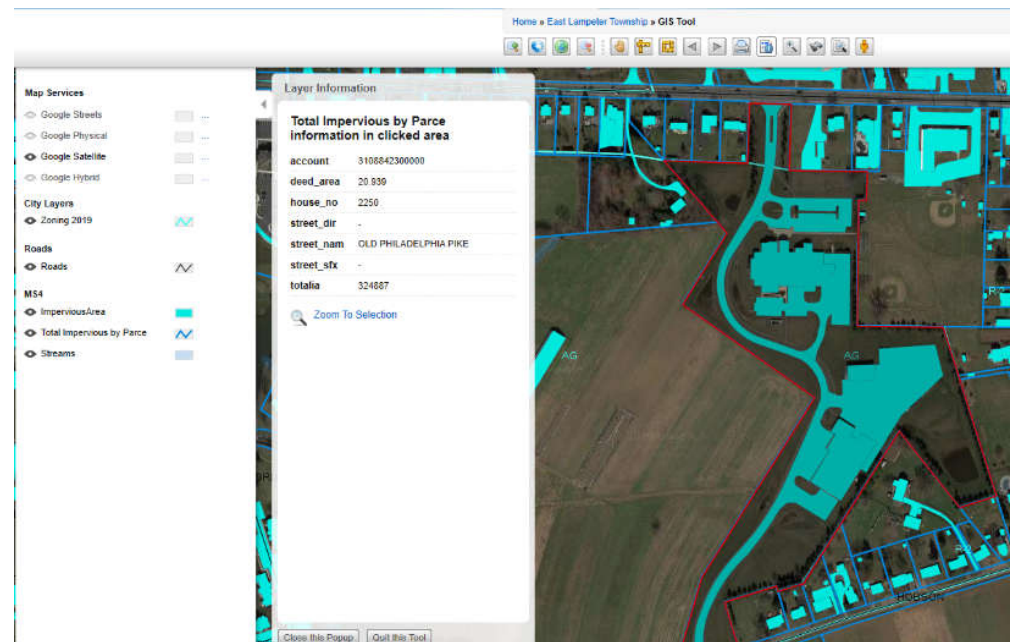 Home » East Lampeter Township » GIS Tool
Map Services
Google Streets ...
Google Physical ...
Google Satellite
Google Hybrid ...
City Layers
Zoning 2019
Roads
Roads
MS4
ImperviousArea
Total Impervious by Parce
Streams
Layer Information
Total Impervious by Parce
information in clicked area
account 3108842300000
deed_area 20.939
house_no 2250
street_dir -
street_nam OLD PHILADELPHIA PIKE
street_sfx -
totalia 324887
Zoom To Selection
Close this Popup Quit this Tool
AG
AG
HOBSON